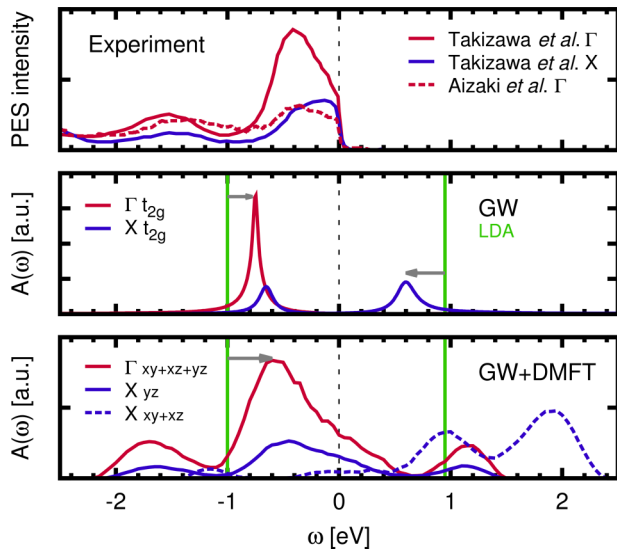 PES intensity
Experiment
Takizawa et al. Γ
Takizawa et al. X
Aizaki et al. Γ
A(ω) [a.u.]
Γ t2g
X t2g
GW
LDA
A(ω) [a.u.]
Γ xy+xz+yz
X yz
X xy+xz
GW+DMFT
-2 -1 0 1 2
ω [eV]